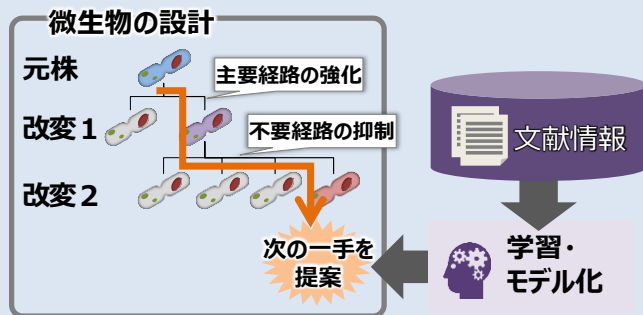 微生物の設計
元株
主要経路の強化
改変1
不要経路の抑制
改変2
次の一手を
提案
文献情報
学習・
モデル化